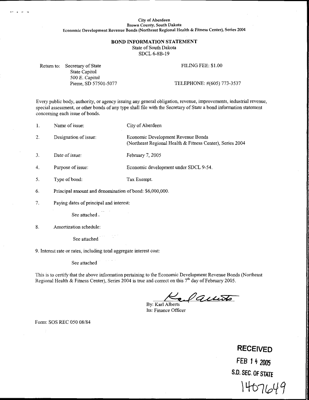 City of Aberdeen
Brown County, South Dakota
Economic Development Revenue Bonds (Northeast Regional Health & Fitness Center), Series 2004
BOND INFORMATION STATEMENT
State of South Dakota
SDCL 6-8B-19
Return to: Secretary of State FILING FEE: $1.00
State Capitol
500 E. Capitol
Pierre, SD 57501-5077 TELEPHONE: #(605) 773-3537
Every public body, authority, or agency issuing any general obligation, revenue, improvements, industrial revenue,
special assessment, or other bonds of any type shall file with the Secretary of State a bond information statement
concerning each issue of bonds.
1. Name of issue: City of Aberdeen
2. Designation of issue: Economic Development Revenue Bonds
(Northeast Regional Health & Fitness Center), Series 2004
3. Date of issue: February 7, 2005
4. Purpose of issue: Economic development under SDCL 9-54.
5. Type of bond: Tax Exempt.
6. Principal amount and denomination of bond: $6,000,000.
7. Paying dates of principal and interest:
See attached.
8. Amortization schedule:
See attached.
9. Interest rate or rates, including total aggregate interest cost:
See attached
This is to certify that the above information pertaining to the Economic Development Revenue Bonds (Northeast
Regional Health & Fitness Center), Series 2004 is true and correct on this 7th day of February 2005.
Karl Alberts
By: Karl Alberts
Its: Finance Officer
Form: SOS REC 050 08/84
RECEIVED
FEB 14 2005
S.D. SEC. OF STATE
1407649